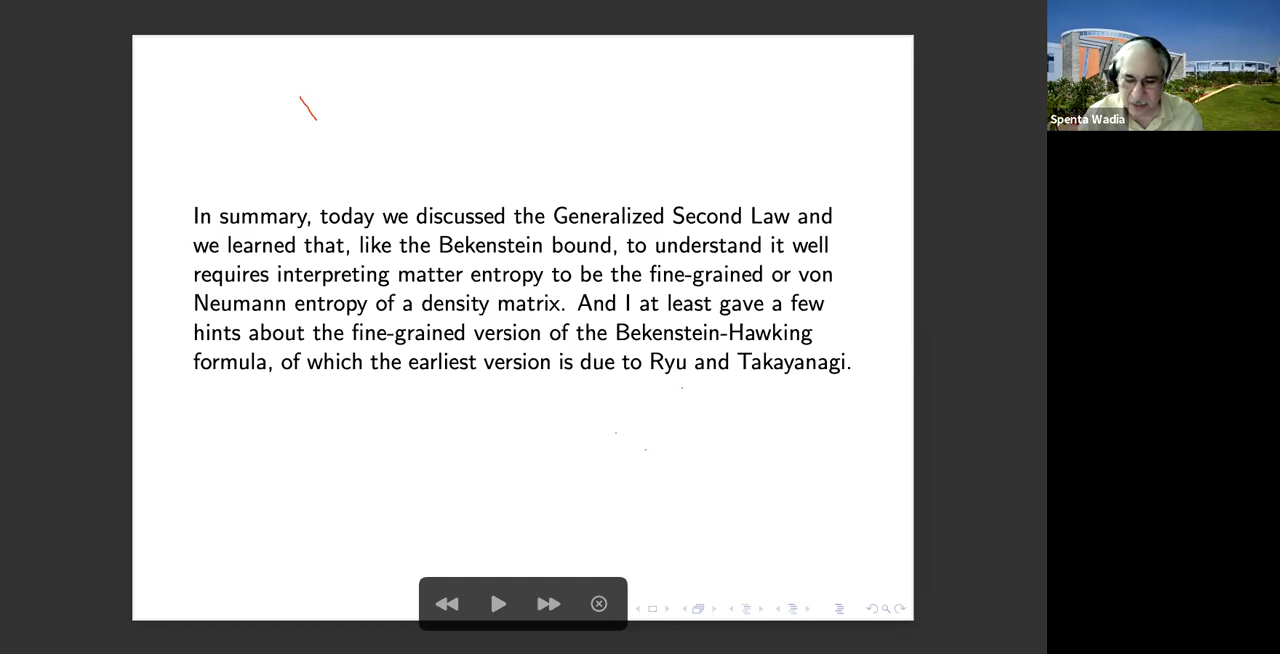 In summary, today we discussed the Generalized Second Law and
we learned that, like the Bekenstein bound, to understand it well
requires interpreting matter entropy to be the fine-grained or von
Neumann entropy of a density matrix. And I at least gave a few
hints about the fine-grained version of the Bekenstein-Hawking
formula, of which the earliest version is due to Ryu and Takayanagi.
Spenta Wadia